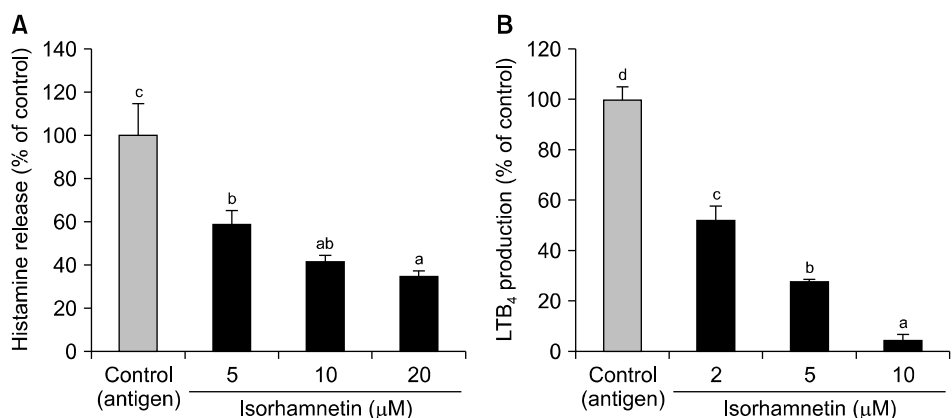 A
Histamine release (% of control)
140
120
100
80
60
40
20
0
c
b
ab
a
Control
(antigen)
5
10
20
Isorhamnetin (μM)
B
LTB₄ production (% of control)
120
100
80
60
40
20
0
d
c
b
a
Control
(antigen)
2
5
10
Isorhamnetin (μM)